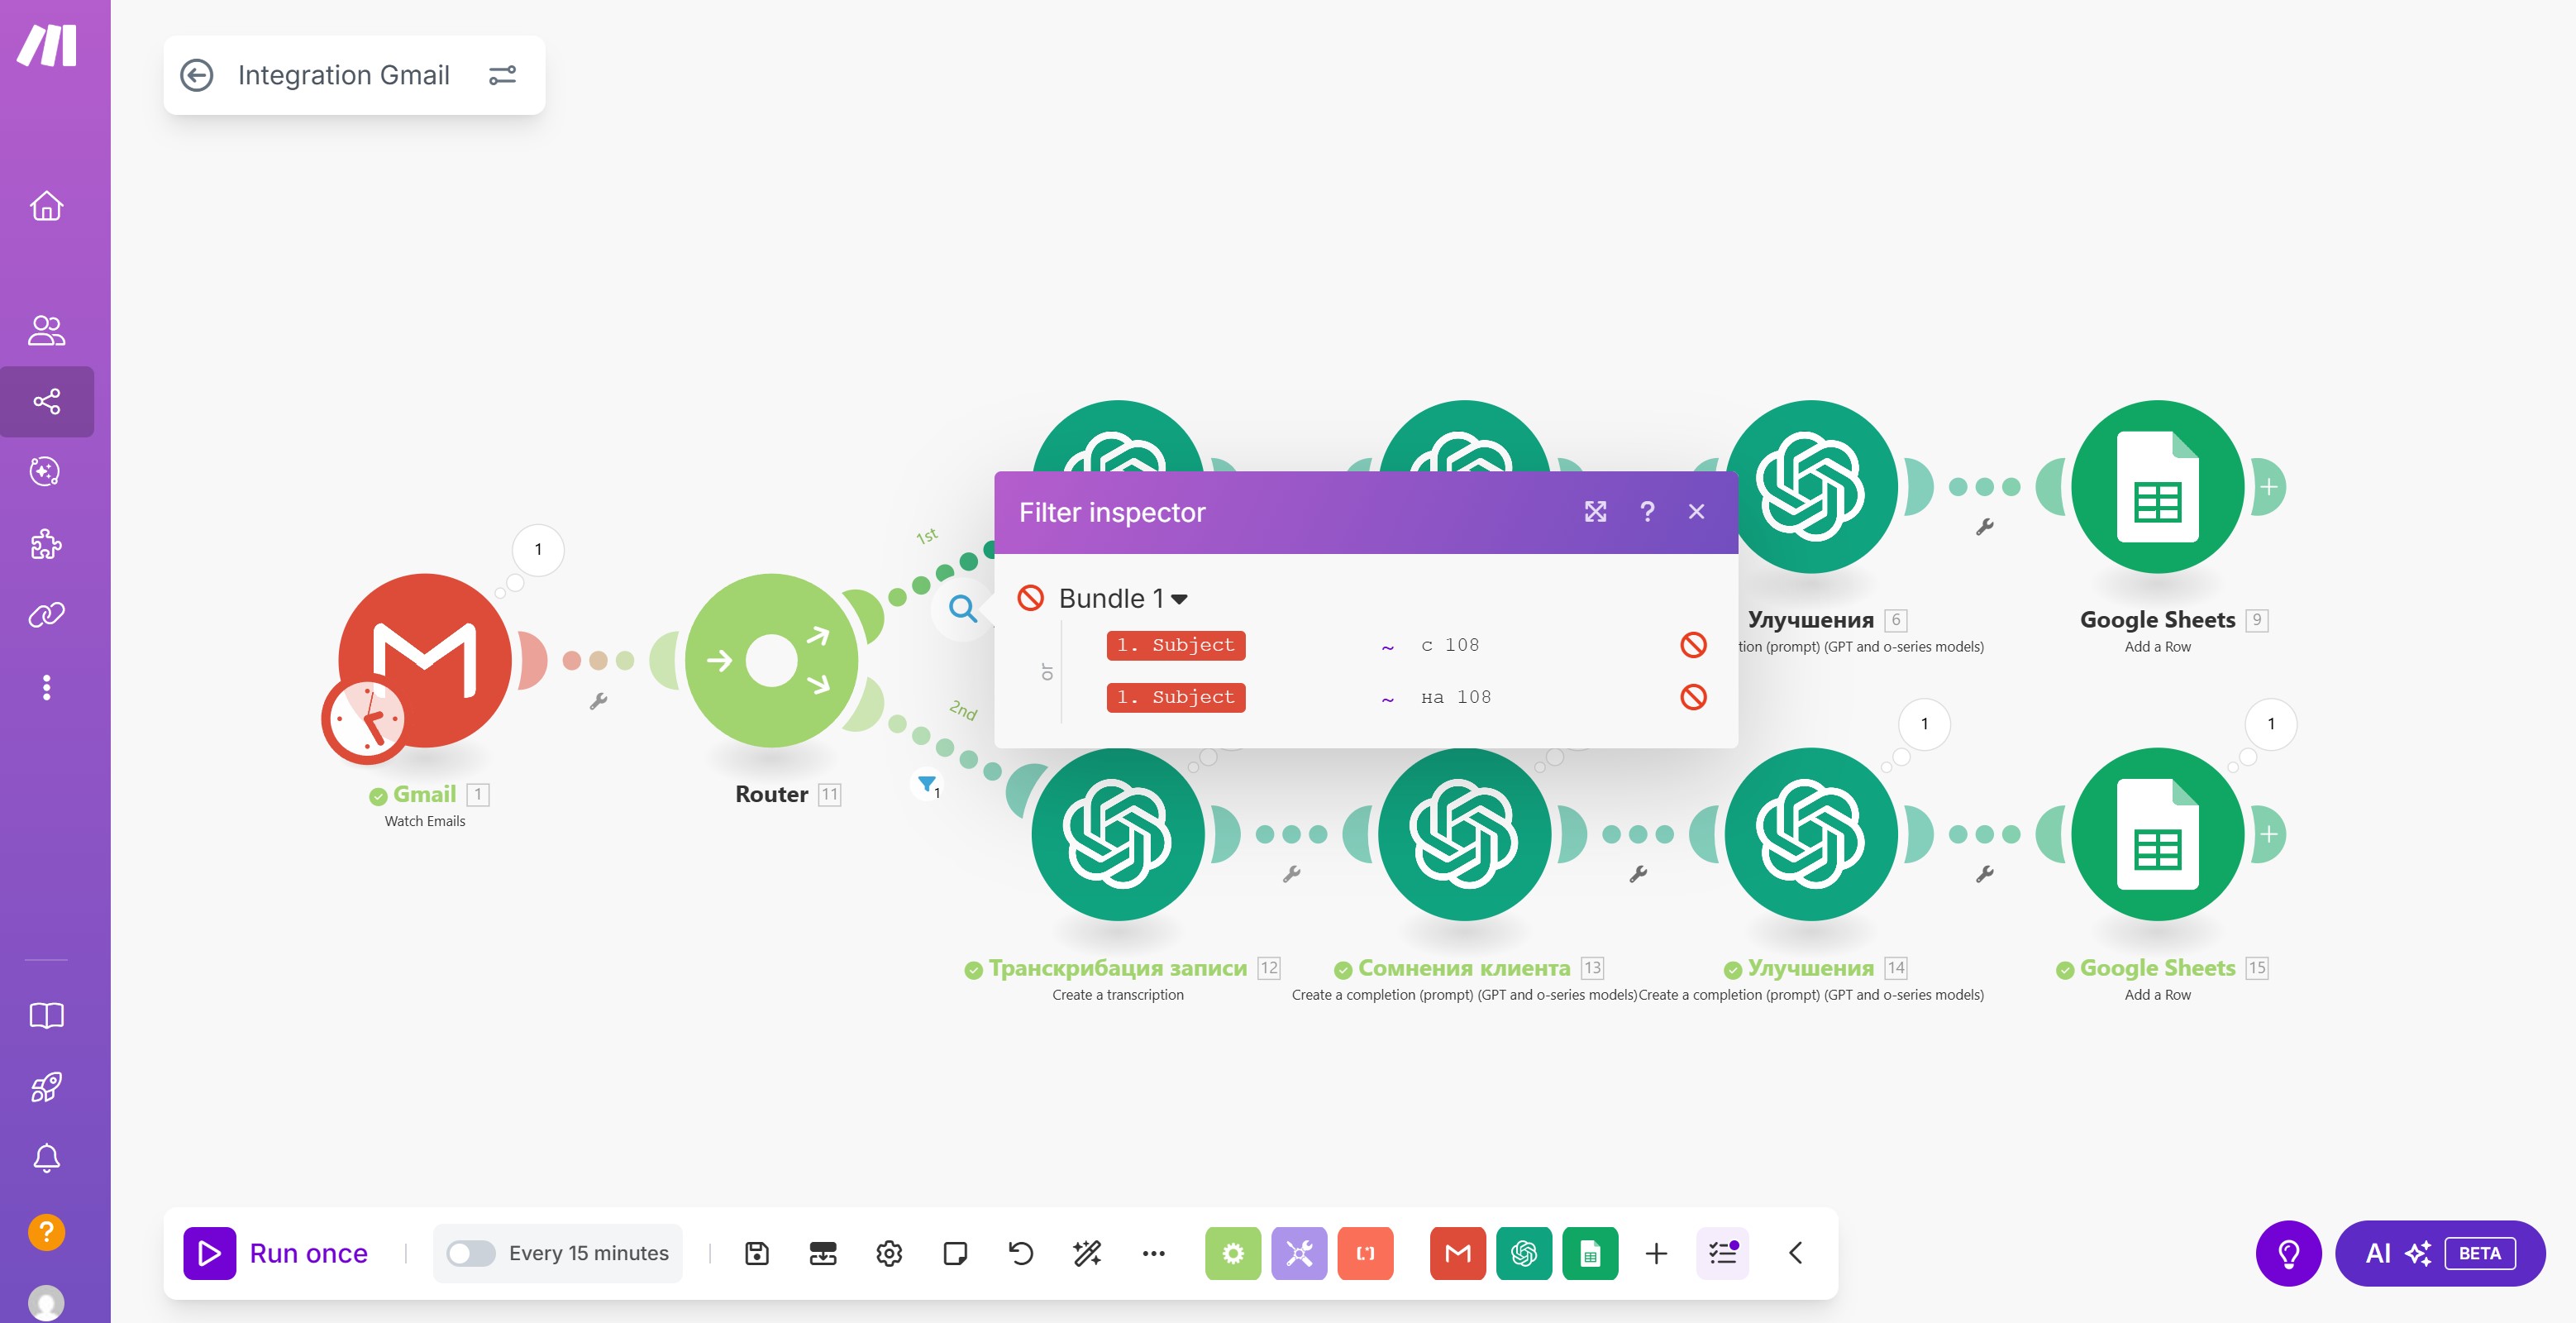 Integration Gmail
1st
1
Filter inspector
?
Bundle 1
or
1. Subject ~ с 108
1. Subject ~ на 108
Улучшения 6
tion (prompt) (GPT and o-series models)
Google Sheets 9
Add a Row
Gmail 1
Watch Emails
Router 11
2nd
1
1
1
Транскрибация записи 12
Create a transcription
Сомнения клиента 13
Create a completion (prompt) (GPT and o-series models)
Улучшения 14
Create a completion (prompt) (GPT and o-series models)
Google Sheets 15
Add a Row
?
Run once
Every 15 minutes
AI BETA